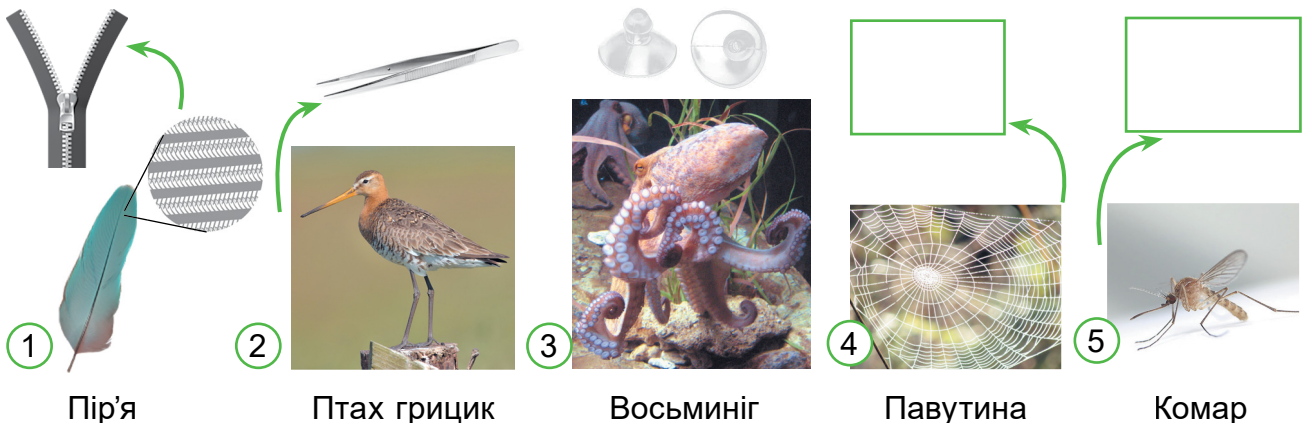 1
2
3
4
5
Пір’я
Птах грицик
Восьминіг
Павутина
Комар